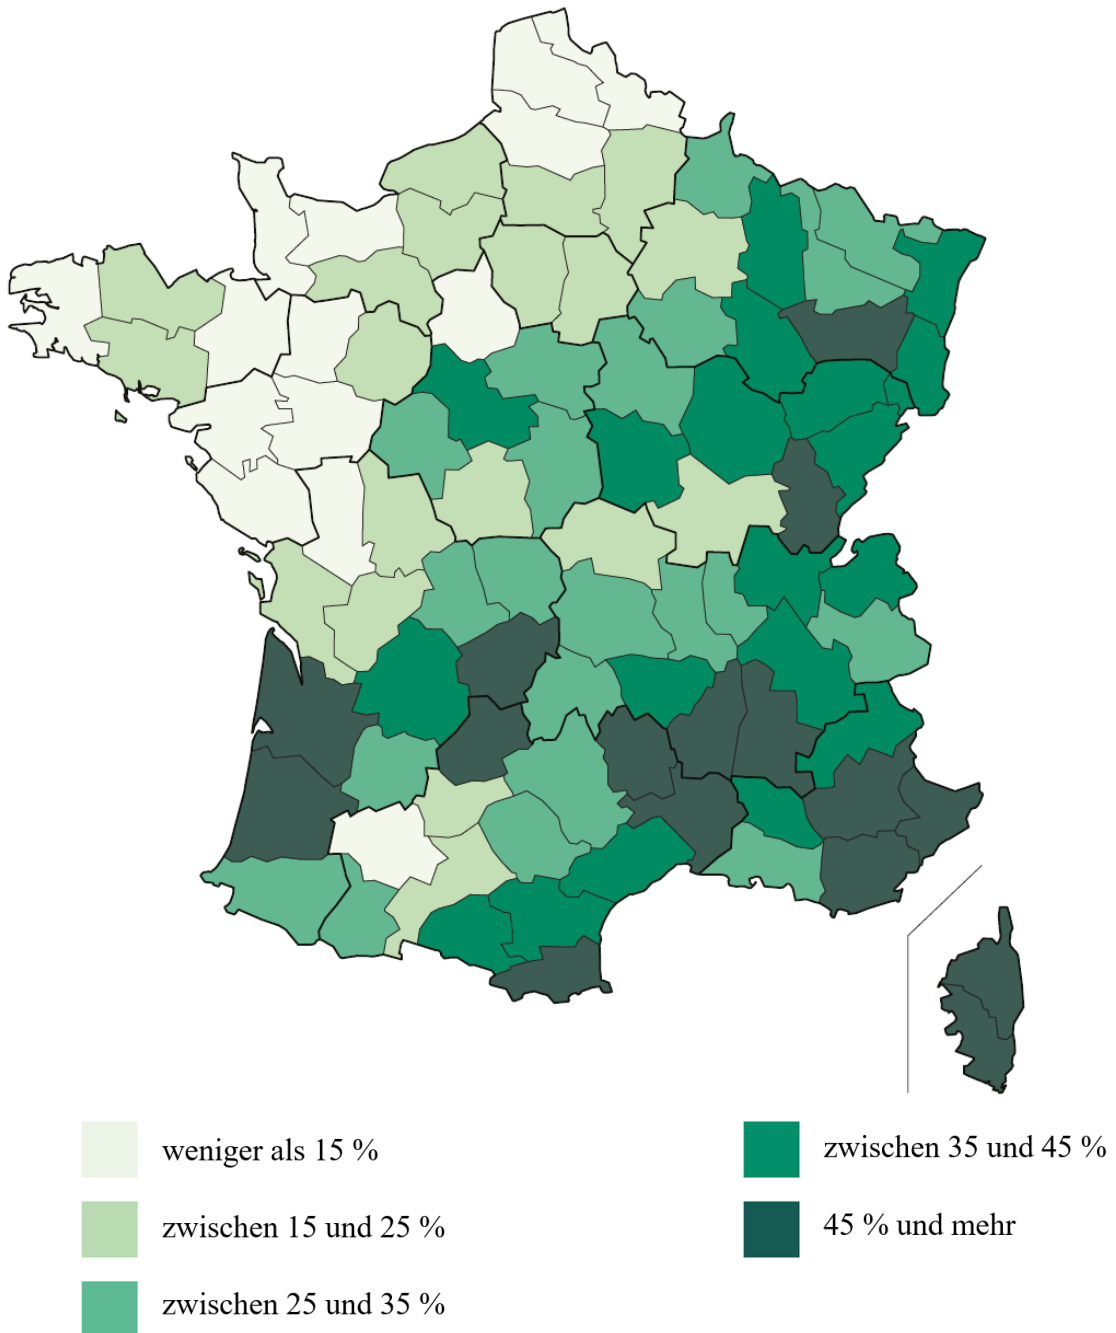 weniger als 15 %
zwischen 15 und 25 %
zwischen 25 und 35 %
zwischen 35 und 45 %
45 % und mehr